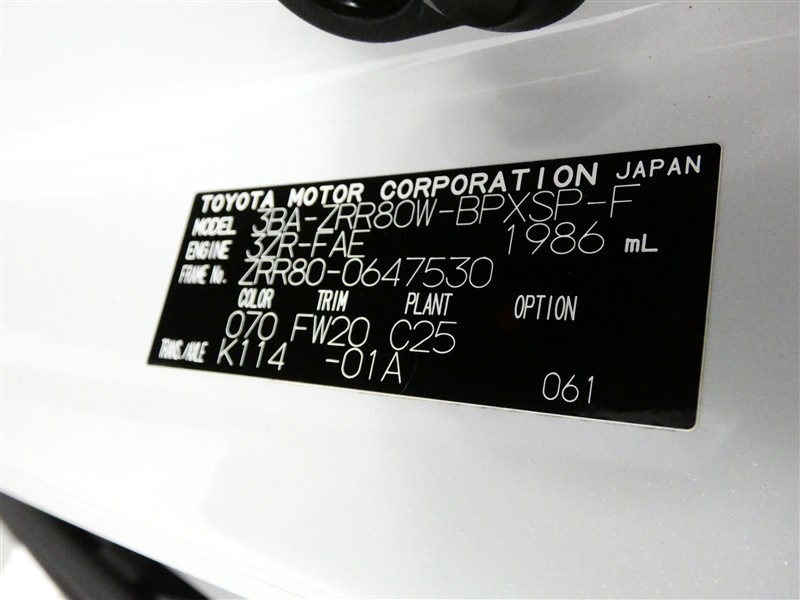 TOYOTA MOTOR CORPORATION JAPAN
MODEL 3BA-ZRR80W-BPXSP-F
ENGINE 3ZR-FAE 1986 mL
FRAME No. ZRR80-0647530
COLOR TRIM PLANT OPTION
070 FW20 C25
TRANS./AXLE K114 -01A
061